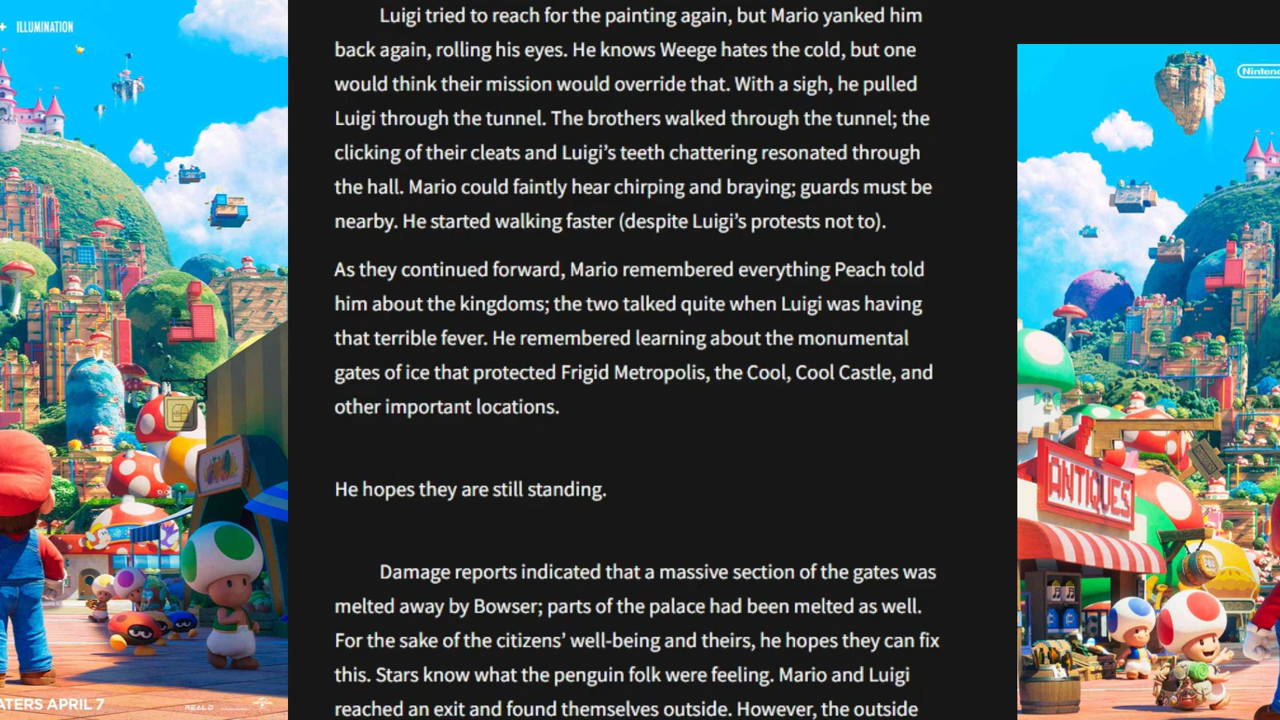 + ILLUMINATION
Luigi tried to reach for the painting again, but Mario yanked him
back again, rolling his eyes. He knows Weege hates the cold, but one
would think their mission would override that. With a sigh, he pulled
Luigi through the tunnel. The brothers walked through the tunnel; the
clicking of their cleats and Luigi’s teeth chattering resonated through
the hall. Mario could faintly hear chirping and braying; guards must be
nearby. He started walking faster (despite Luigi’s protests not to).
As they continued forward, Mario remembered everything Peach told
him about the kingdoms; the two talked quite when Luigi was having
that terrible fever. He remembered learning about the monumental
gates of ice that protected Frigid Metropolis, the Cool, Cool Castle, and
other important locations.
He hopes they are still standing.
Damage reports indicated that a massive section of the gates was
melted away by Bowser; parts of the palace had been melted as well.
For the sake of the citizens’ well-being and theirs, he hopes they can fix
this. Stars know what the penguin folk were feeling. Mario and Luigi
reached an exit and found themselves outside. However, the outside
ATERS APRIL 7
REALD
Ninten
ANTIQUES